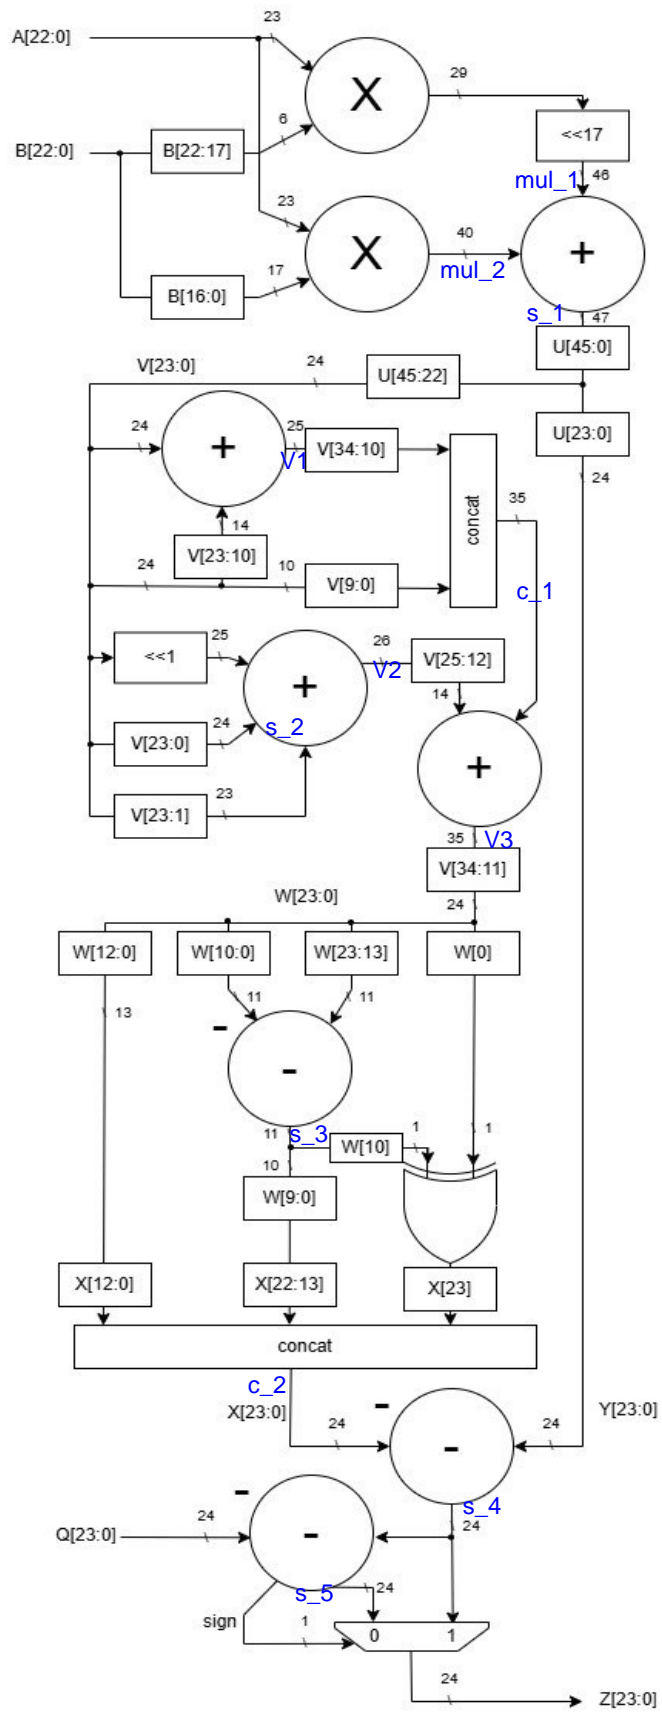 23
A[22:0]
X
29
6
<<17
B[22:0]
B[22:17]
mul_1
46
23
X
40
+
mul_2
17
B[16:0]
s_1
47
U[45:0]
V[23:0]
24
U[45:22]
24
+
25
V1
V[34:10]
U[23:0]
24
concat
35
14
V[23:10]
24
10
V[9:0]
c_1
<<1
25
+
26
V2
V[25:12]
14
24
s_2
V[23:0]
+
23
V[23:1]
35
V3
V[34:11]
24
W[23:0]
W[12:0]
W[10:0]
W[23:13]
W[0]
13
11
11
-
-
11
s_3
W[10]
1
1
10
W[9:0]
X[12:0]
X[22:13]
X[23]
concat
c_2
X[23:0]
-
Y[23:0]
24
-
24
s_4
24
-
Q[23:0]
24
-
s_5
24
sign
1
0
1
24
Z[23:0]